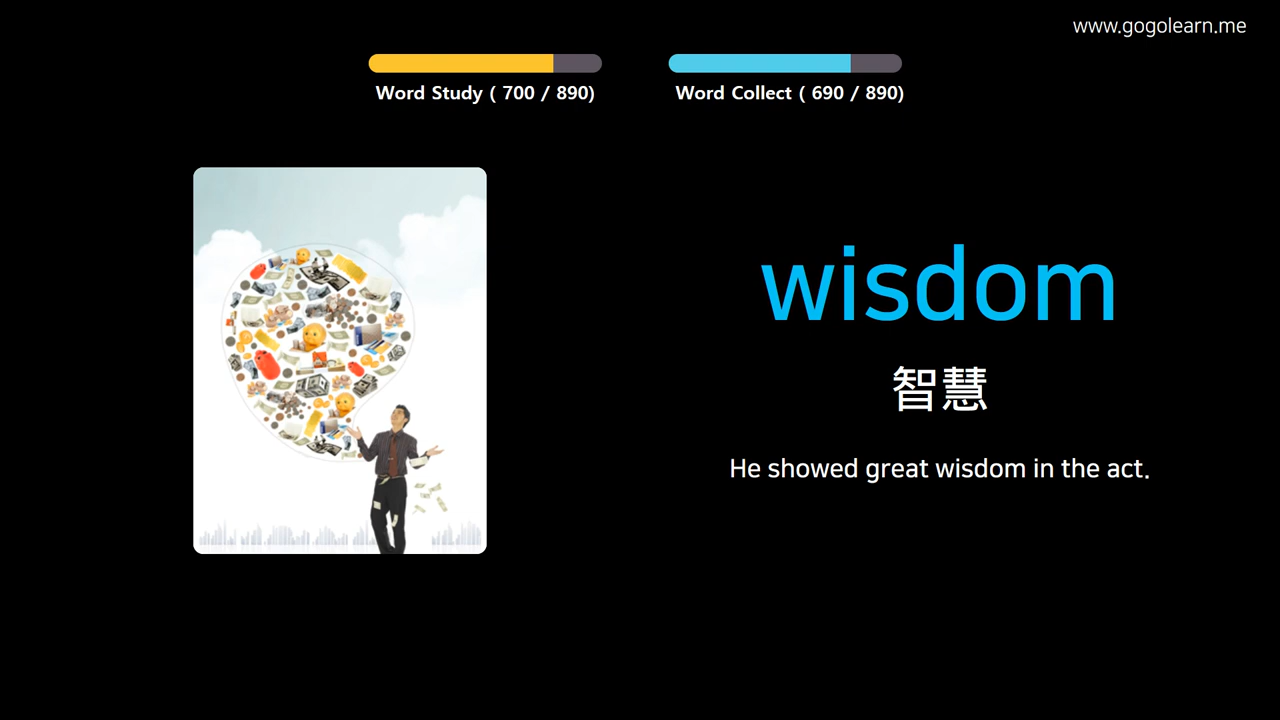 www.gogolearn.me
Word Study ( 700 / 890)
Word Collect ( 690 / 890)
wisdom
智慧
He showed great wisdom in the act.